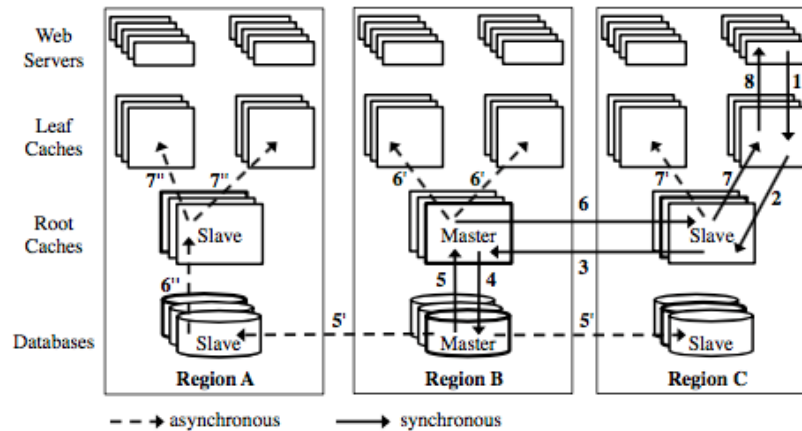 Web
Servers
8
1
Leaf
Caches
7"
7"
6'
6'
7'
7
2
6
Root
Caches
Slave
Master
Slave
3
6"
5
4
Databases
5'
5'
Slave
Master
Slave
Region A
Region B
Region C
asynchronous
synchronous